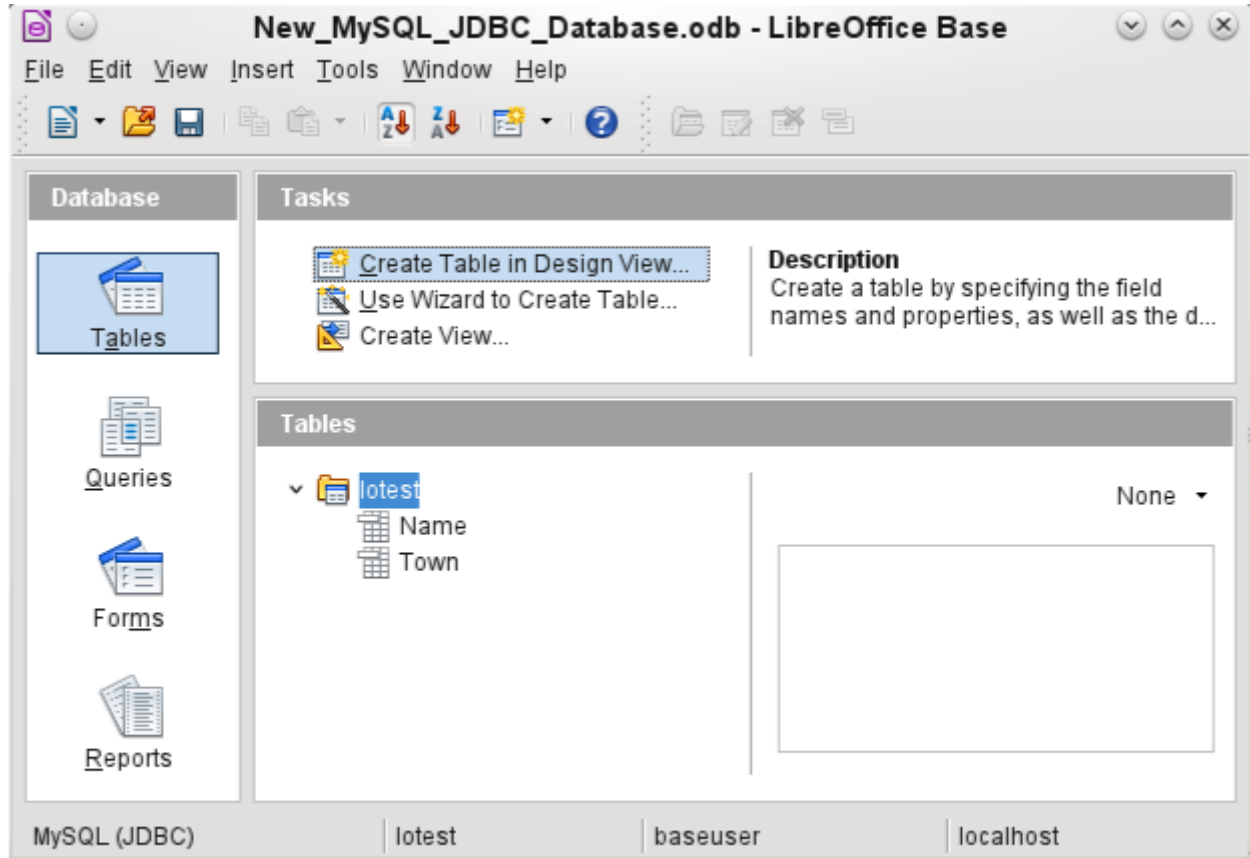 New_MySQL_JDBC_Database.odb - LibreOffice Base
File Edit View Insert Tools Window Help
Database
Tasks
Tables
Queries
Forms
Reports
Create Table in Design View...
Use Wizard to Create Table...
Create View...
Description
Create a table by specifying the field
names and properties, as well as the d...
Tables
lotest
Name
Town
None
MySQL (JDBC) lotest baseuser localhost